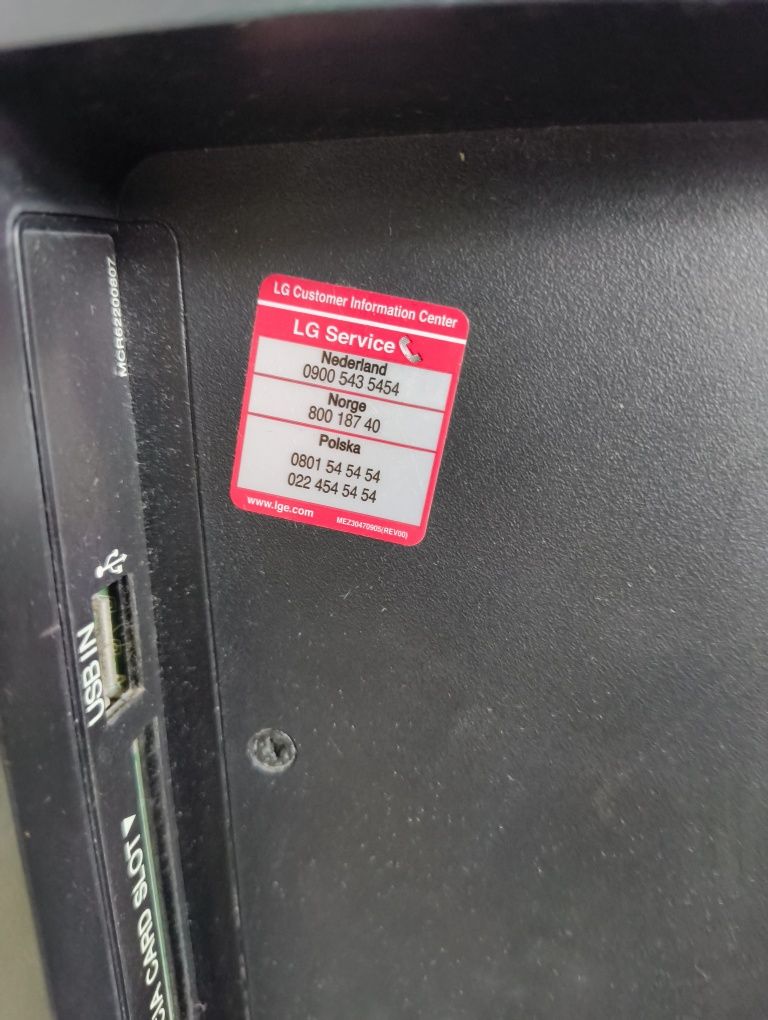 LG Customer Information Center
LG Service
Nederland
0900 543 5454
Norge
800 187 40
Polska
0801 54 54 54
022 454 54 54
www.lge.com
MEZ30470905(REV00)
MCR62200807
USB IN
CARD SLOT